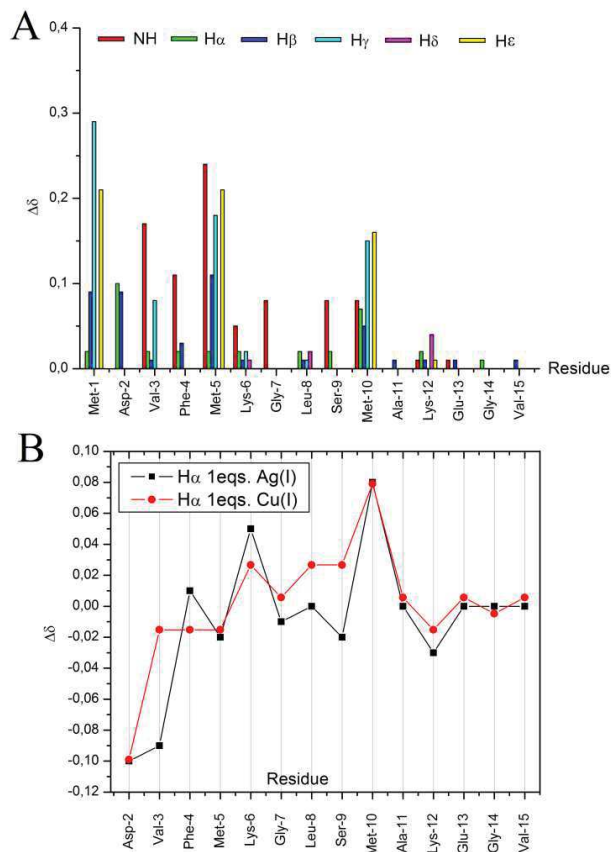 A
NH Hα Hβ Hγ Hδ Hε
0,4
0,3
0,2
0,1
0,0
Δδ
Residue
Met-1 Asp-2 Val-3 Phe-4 Met-5 Lys-6 Gly-7 Leu-8 Ser-9 Met-10 Ala-11 Lys-12 Glu-13 Gly-14 Val-15
B
Hα 1eqs. Ag(I)
Hα 1eqs. Cu(I)
0,10
0,08
0,06
0,04
0,02
0,00
-0,02
-0,04
-0,06
-0,08
-0,10
-0,12
Δδ
Residue
Asp-2 Val-3 Phe-4 Met-5 Lys-6 Gly-7 Leu-8 Ser-9 Met-10 Ala-11 Lys-12 Glu-13 Gly-14 Val-15